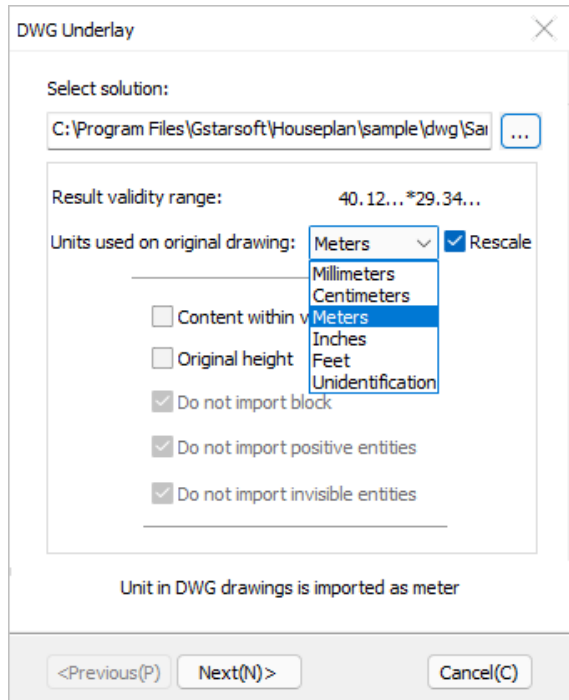 DWG Underlay
Select solution:
C:\Program Files\Gstarsoft\Houseplan\sample\dwg\Sa
...
Result validity range: 40.12...*29.34...
Units used on original drawing: Meters Rescale
Millimeters
Centimeters
Content within v Meters
Inches
Original height Feet
Unidentification
Do not import block
Do not import positive entities
Do not import invisible entities
Unit in DWG drawings is imported as meter
<Previous(P) Next(N)> Cancel(C)